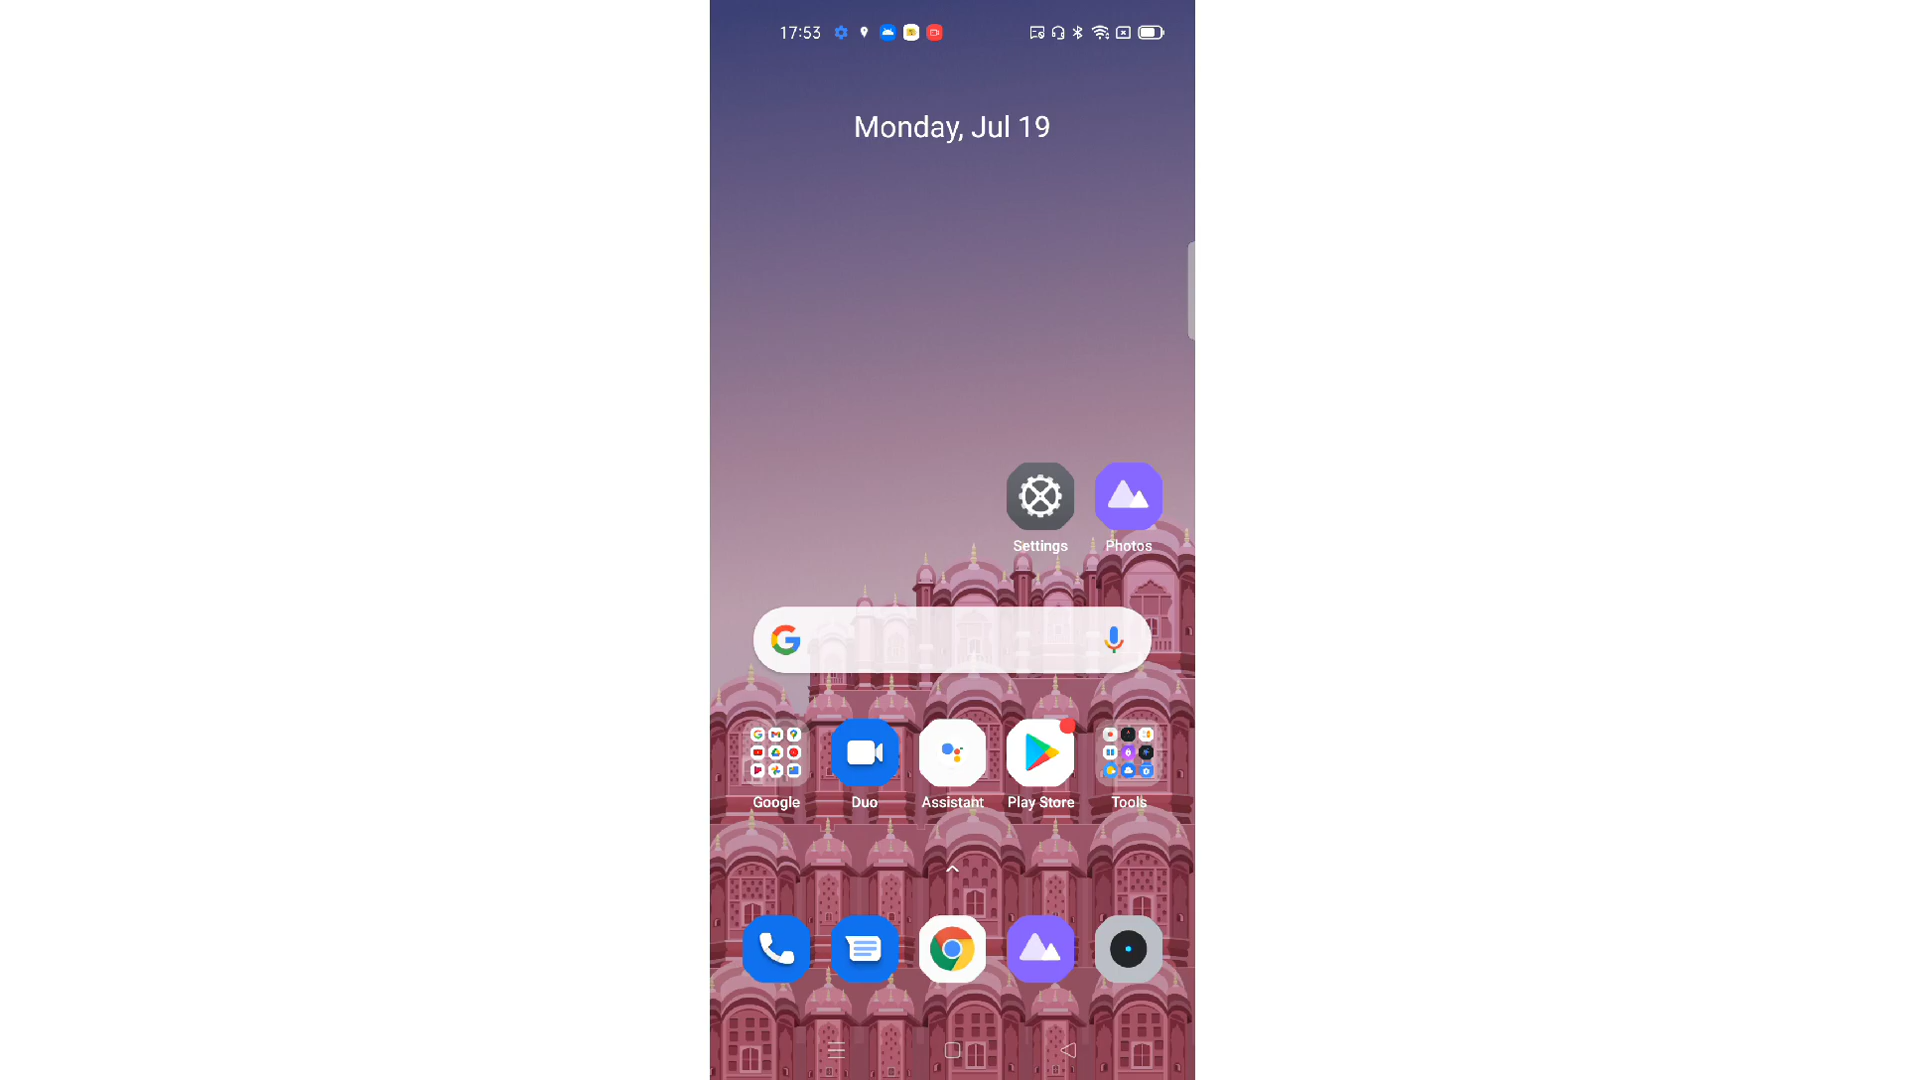 17:53
Monday, Jul 19
Settings
Photos
Google
Duo
Assistant
Play Store
Tools